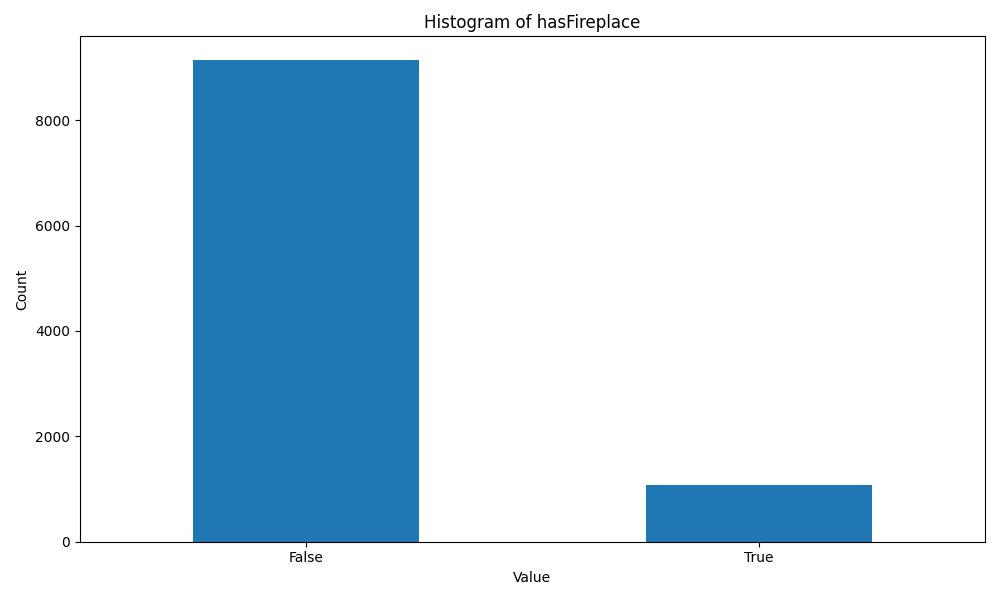 Histogram of hasFireplace
8000
6000
4000
2000
0
Count
False
True
Value